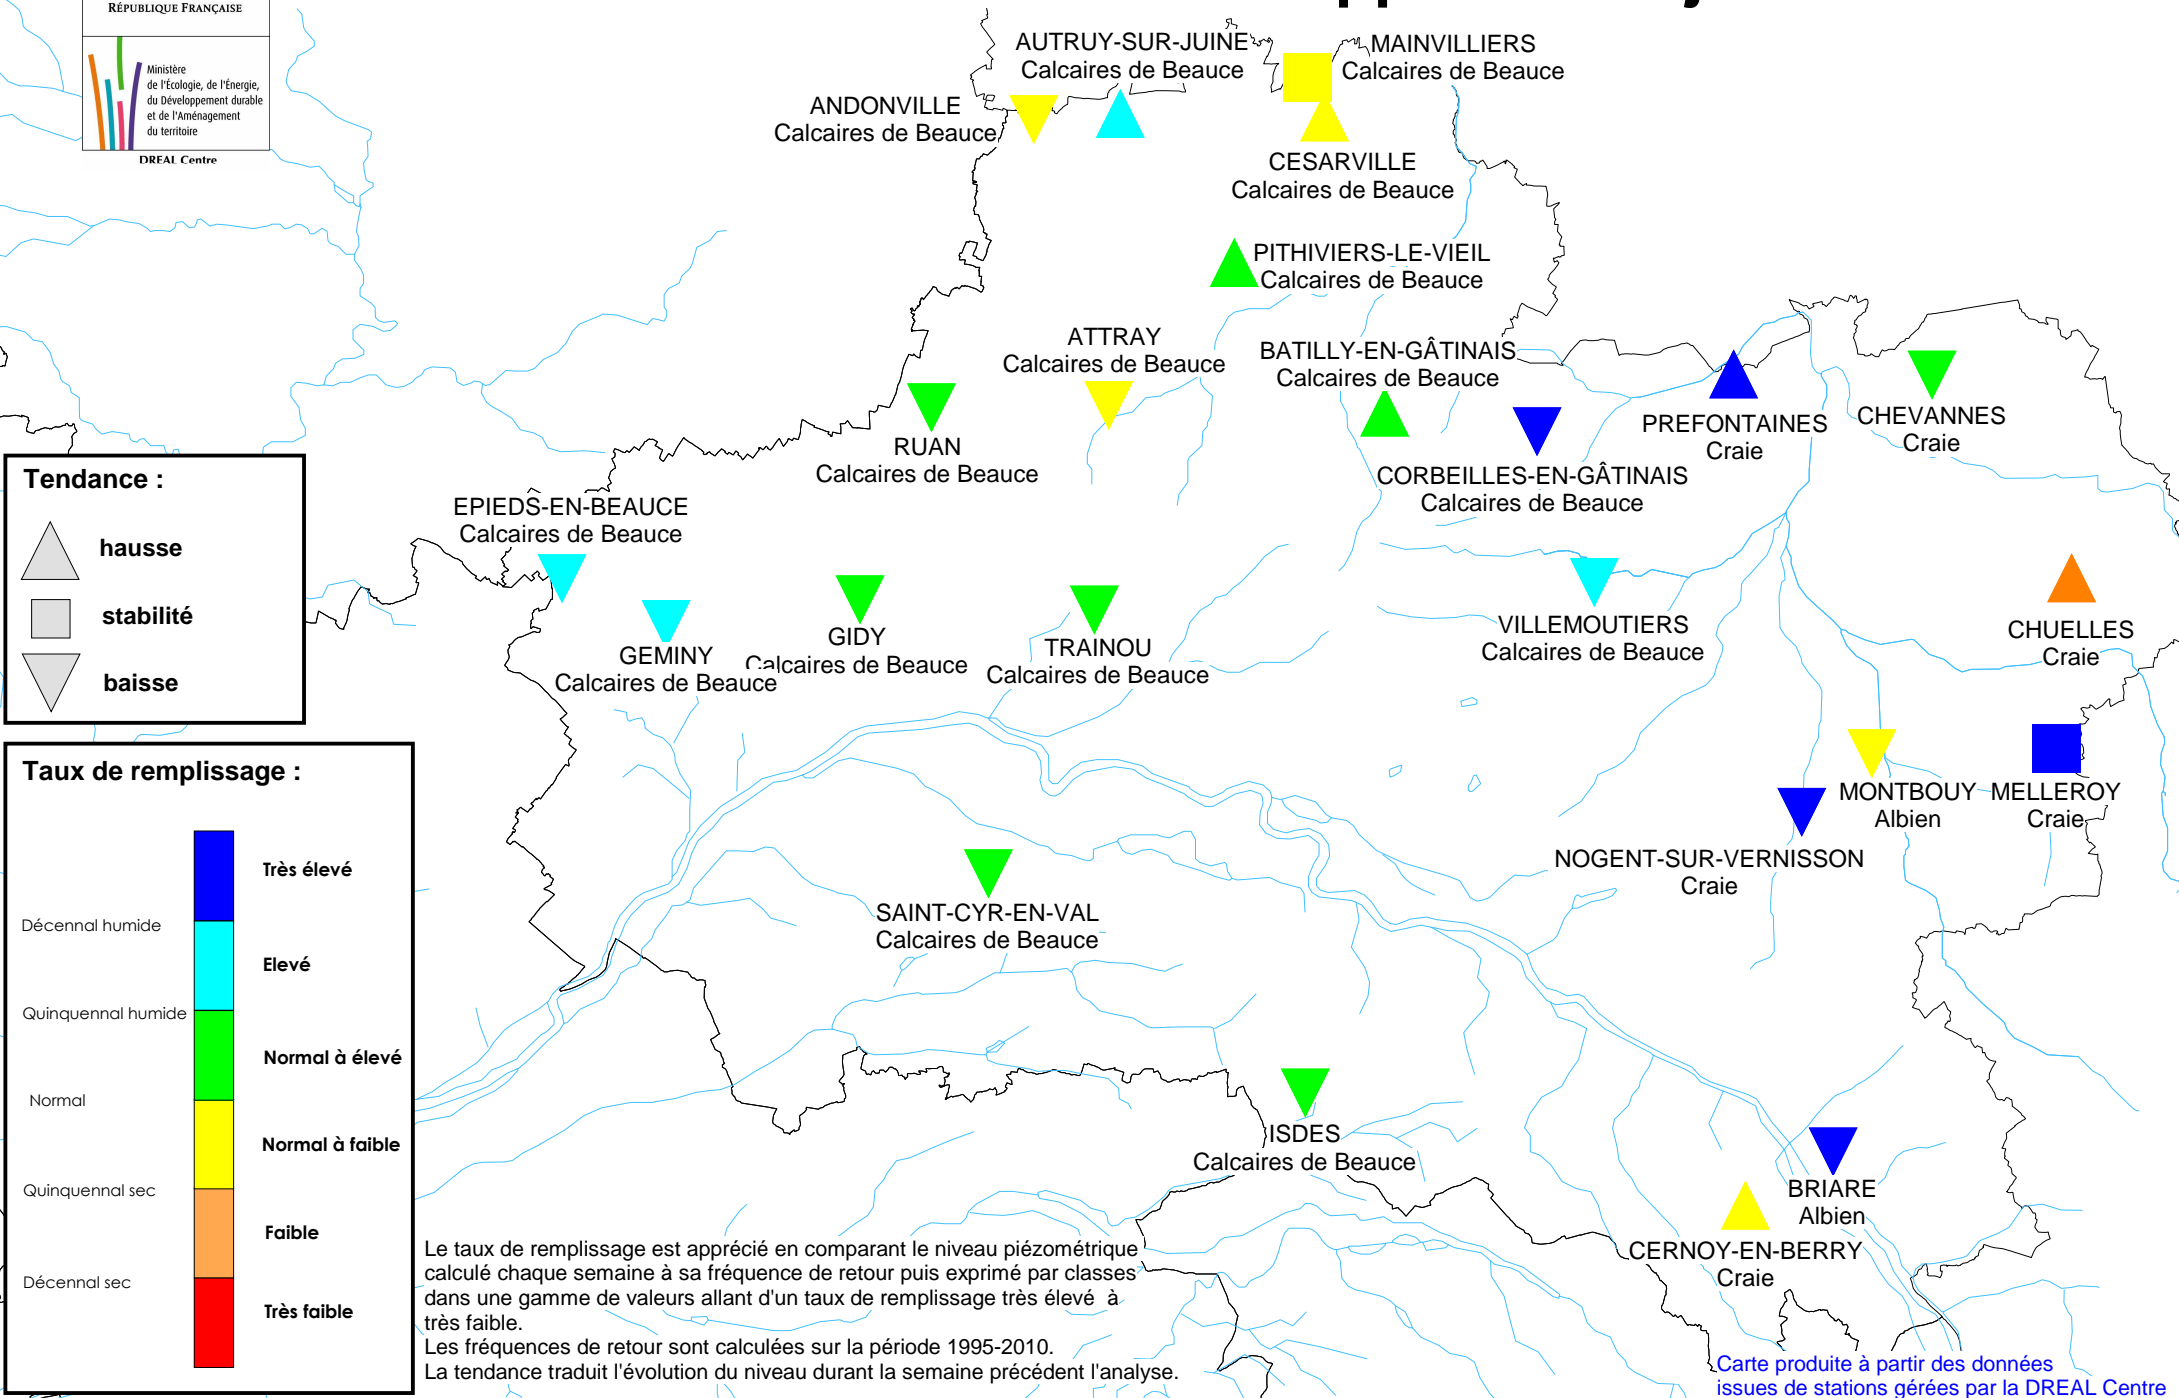 RÉPUBLIQUE FRANÇAISE
Ministère
de l'Écologie, de l'Énergie,
du Développement durable
et de l'Aménagement
du territoire
DREAL Centre
AUTRUY-SUR-JUINE
Calcaires de Beauce
MAINVILLIERS
Calcaires de Beauce
ANDONVILLE
Calcaires de Beauce
CESARVILLE
Calcaires de Beauce
PITHIVIERS-LE-VIEIL
Calcaires de Beauce
ATTRAY
Calcaires de Beauce
BATILLY-EN-GÂTINAIS
Calcaires de Beauce
RUAN
Calcaires de Beauce
PREFONTAINES
Craie
CHEVANNES
Craie
CORBEILLES-EN-GÂTINAIS
Calcaires de Beauce
EPIEDS-EN-BEAUCE
Calcaires de Beauce
Tendance :
hausse
stabilité
baisse
GEMINY
Calcaires de Beauce
GIDY
Calcaires de Beauce
TRAINOU
Calcaires de Beauce
VILLEMOUTIERS
Calcaires de Beauce
CHUELLES
Craie
MONTBOUY
Albien
MELLEROY
Craie
NOGENT-SUR-VERNISSON
Craie
SAINT-CYR-EN-VAL
Calcaires de Beauce
ISDES
Calcaires de Beauce
BRIARE
Albien
CERNOY-EN-BERRY
Craie
Taux de remplissage :
Très élevé
Décennal humide
Elevé
Quinquennal humide
Normal à élevé
Normal
Normal à faible
Quinquennal sec
Faible
Décennal sec
Très faible
Le taux de remplissage est apprécié en comparant le niveau piézométrique
calculé chaque semaine à sa fréquence de retour puis exprimé par classes
dans une gamme de valeurs allant d'un taux de remplissage très élevé à
très faible.
Les fréquences de retour sont calculées sur la période 1995-2010.
La tendance traduit l'évolution du niveau durant la semaine précédent l'analyse.
Carte produite à partir des données
issues de stations gérées par la DREAL Centre